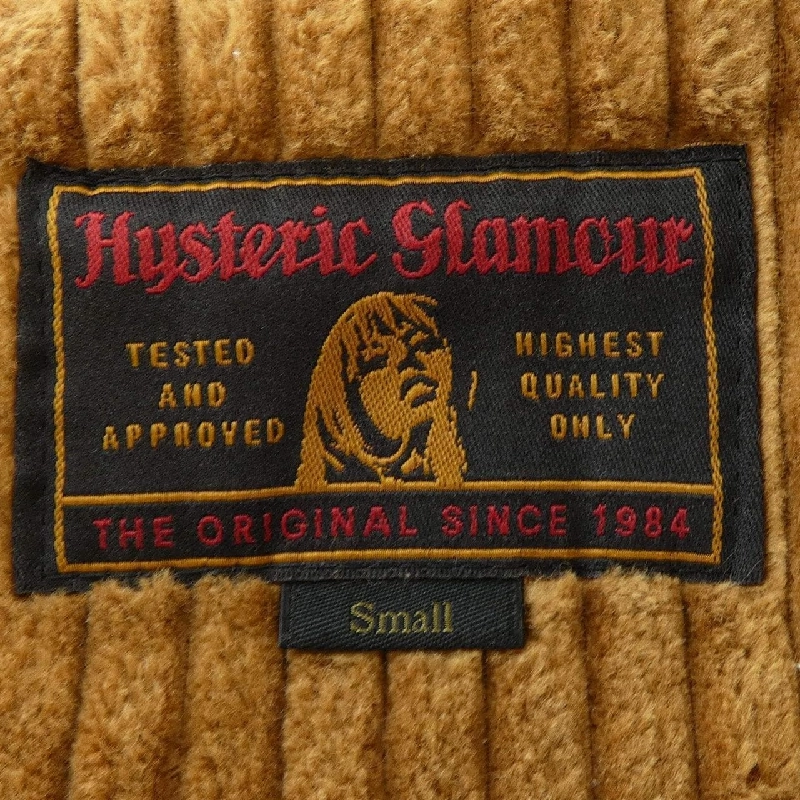 Hysteric Glamour
TESTED
AND
APPROVED
HIGHEST
QUALITY
ONLY
THE ORIGINAL SINCE 1984
Small